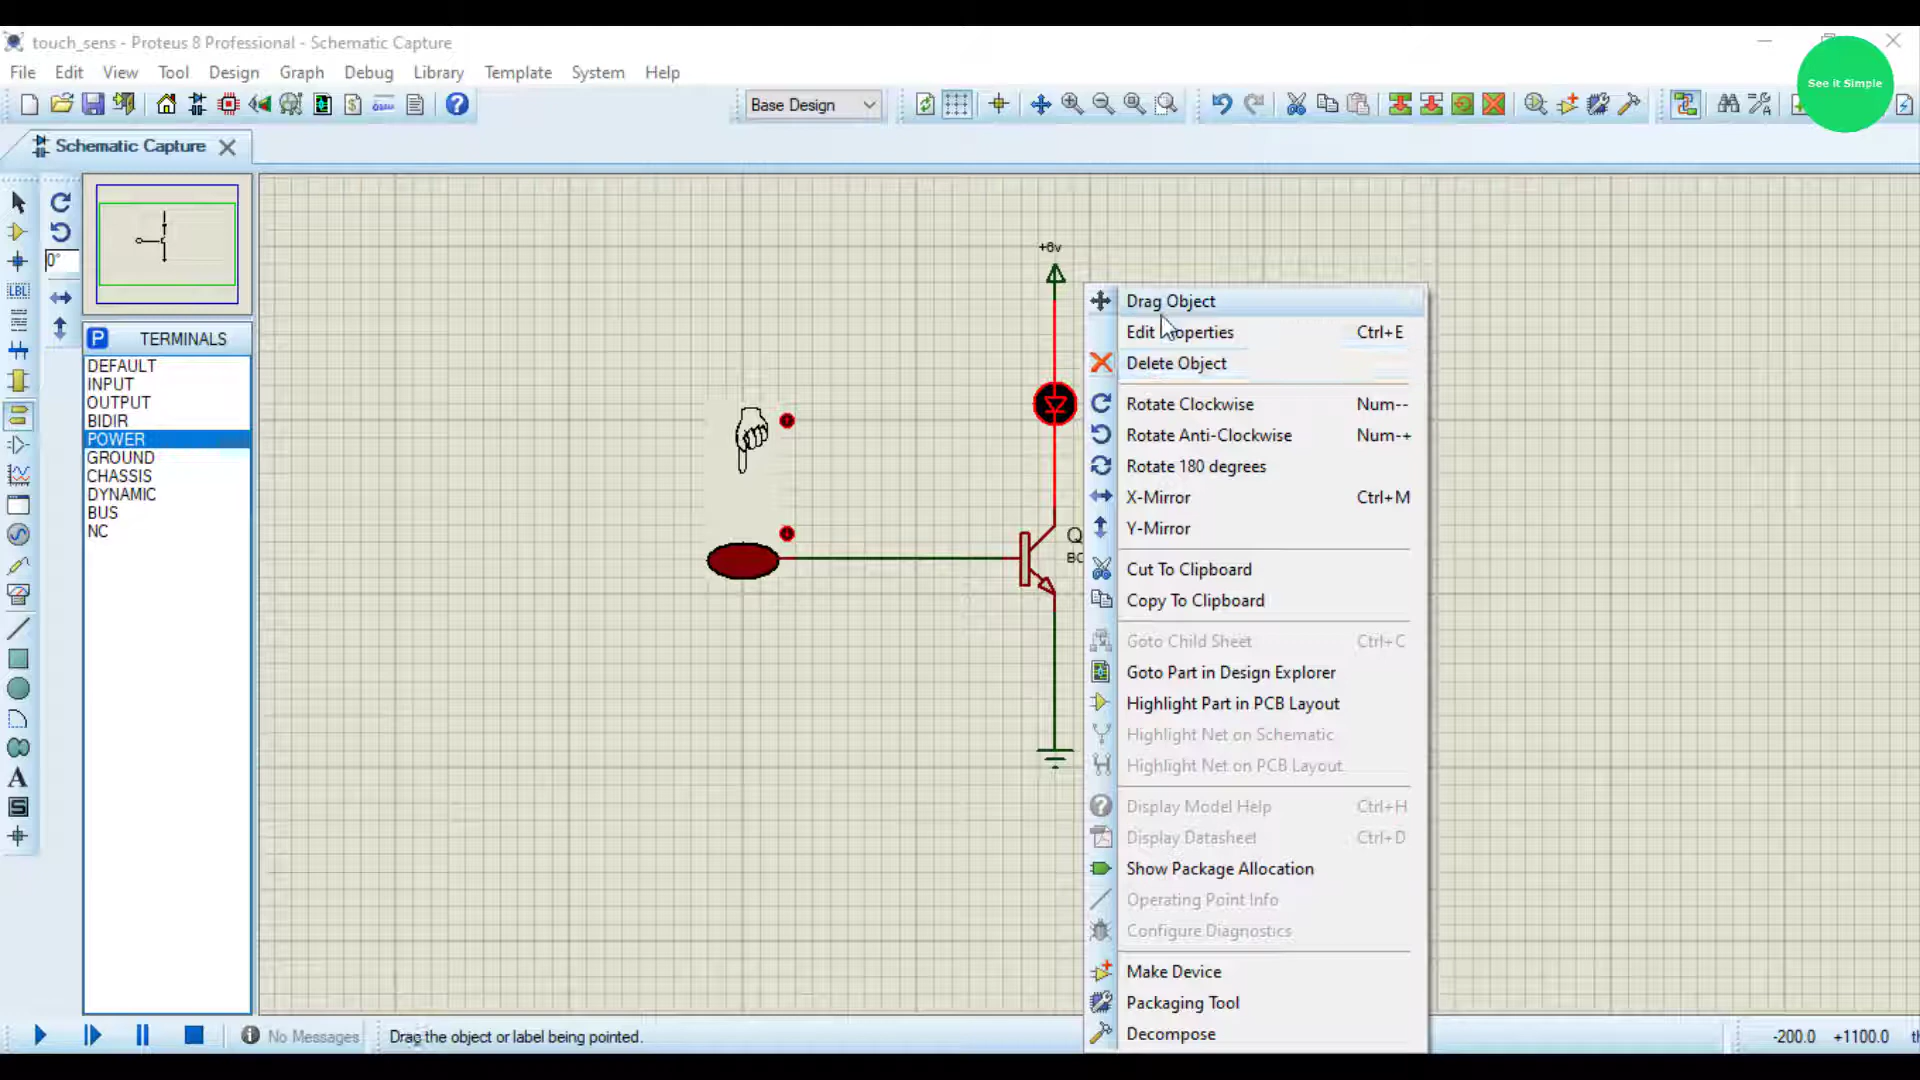 touch_sens - Proteus 8 Professional - Schematic Capture
See it Simple
File Edit View Tool Design Graph Debug Library Template System Help
Base Design
Schematic Capture
0°
LBL
P TERMINALS
DEFAULT
INPUT
OUTPUT
BIDIR
POWER
GROUND
CHASSIS
DYNAMIC
BUS
NC
A
S
+6v
Q
BC
Drag Object
Edit Properties Ctrl+E
Delete Object
Rotate Clockwise Num--
Rotate Anti-Clockwise Num-+
Rotate 180 degrees
X-Mirror Ctrl+M
Y-Mirror
Cut To Clipboard
Copy To Clipboard
Goto Child Sheet Ctrl+C
Goto Part in Design Explorer
Highlight Part in PCB Layout
Highlight Net on Schematic
Highlight Net on PCB Layout
Display Model Help Ctrl+H
Display Datasheet Ctrl+D
Show Package Allocation
Operating Point Info
Configure Diagnostics
Make Device
Packaging Tool
Decompose
No Messages
Drag the object or label being pointed.
-200.0 +1100.0 th